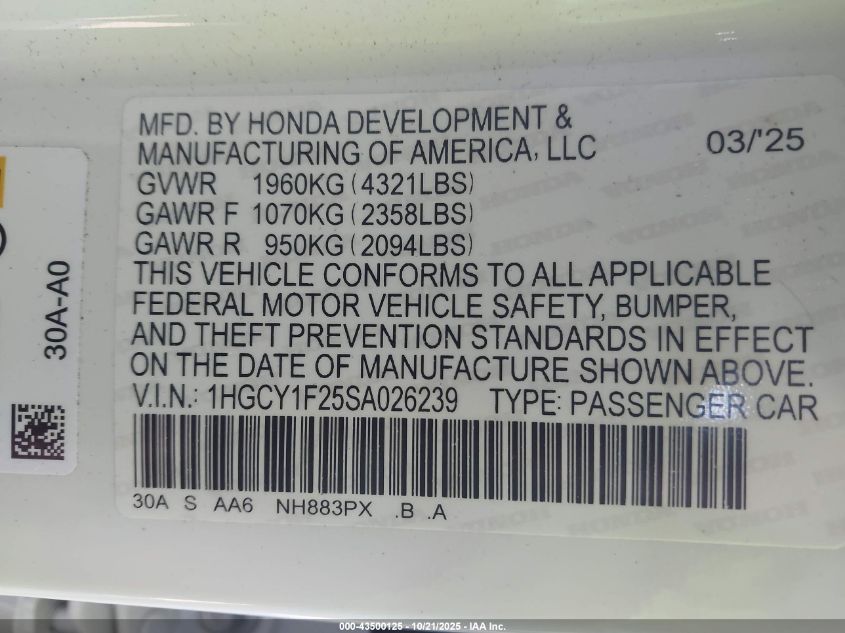 MFD. BY HONDA DEVELOPMENT &
MANUFACTURING OF AMERICA, LLC 03/'25
GVWR 1960KG (4321LBS)
GAWR F 1070KG (2358LBS)
GAWR R 950KG (2094LBS)
THIS VEHICLE CONFORMS TO ALL APPLICABLE
FEDERAL MOTOR VEHICLE SAFETY, BUMPER,
AND THEFT PREVENTION STANDARDS IN EFFECT
ON THE DATE OF MANUFACTURE SHOWN ABOVE.
V.I.N.: 1HGCY1F25SA026239 TYPE: PASSENGER CAR
30A S AA6 NH883PX .B .A
30A-A0
000-43500125 - 10/21/2025 - IAA Inc.